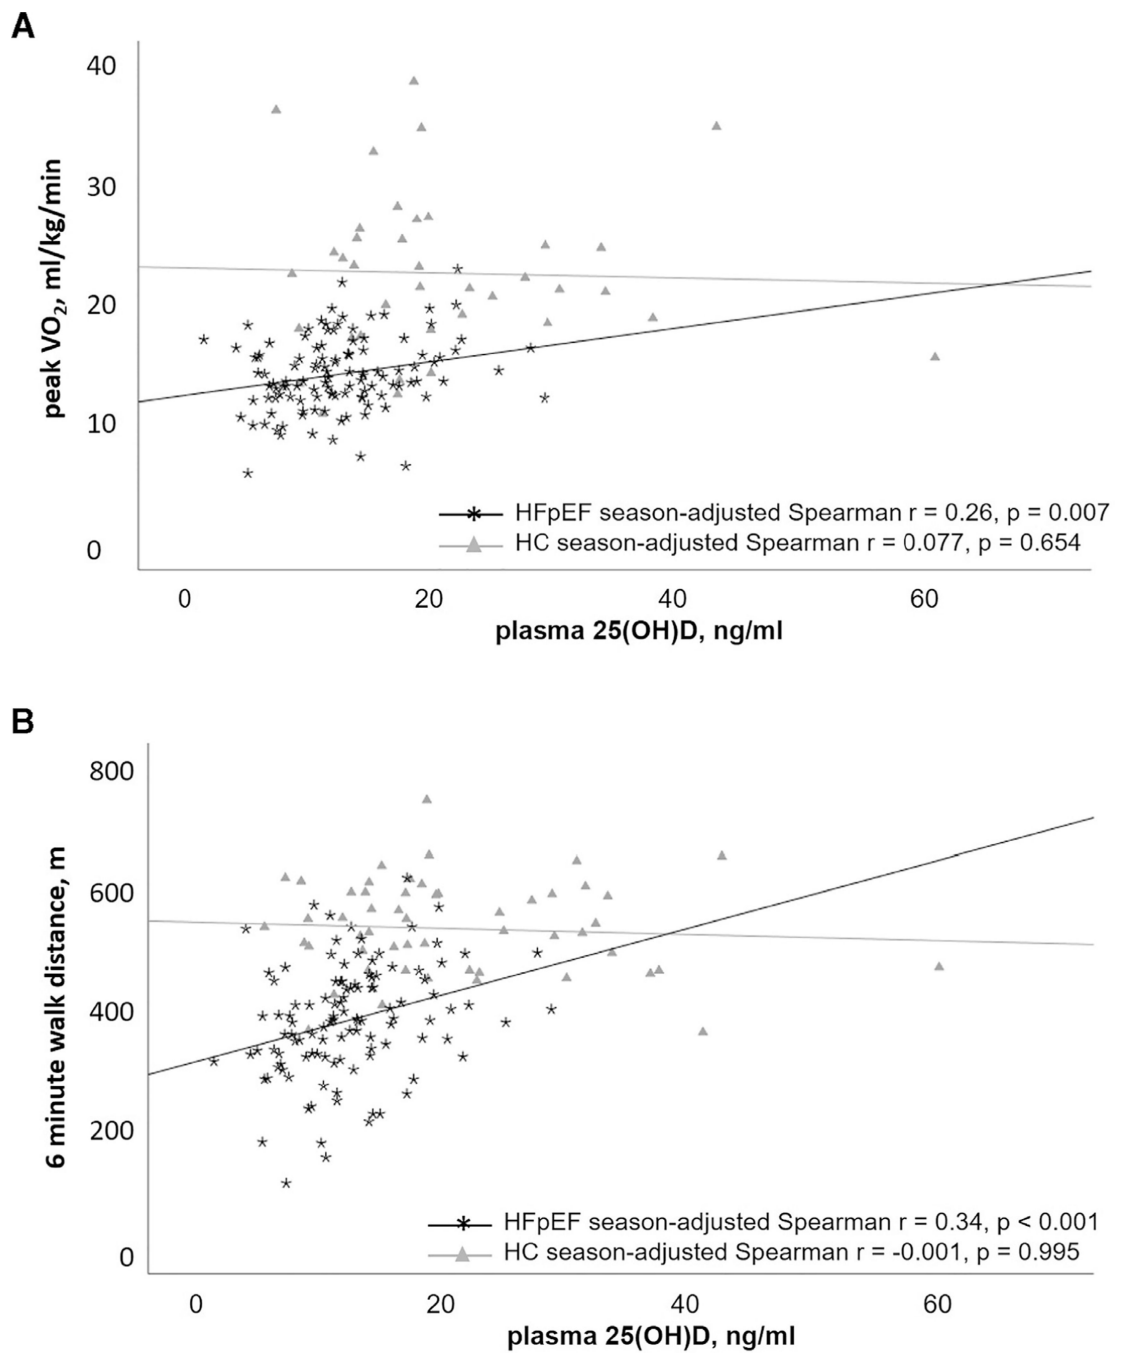 A
40
30
20
10
0
peak VO₂, ml/kg/min
HFpEF season-adjusted Spearman r = 0.26, p = 0.007
HC season-adjusted Spearman r = 0.077, p = 0.654
0 20 40 60
plasma 25(OH)D, ng/ml
B
800
600
400
200
0
6 minute walk distance, m
HFpEF season-adjusted Spearman r = 0.34, p < 0.001
HC season-adjusted Spearman r = -0.001, p = 0.995
0 20 40 60
plasma 25(OH)D, ng/ml